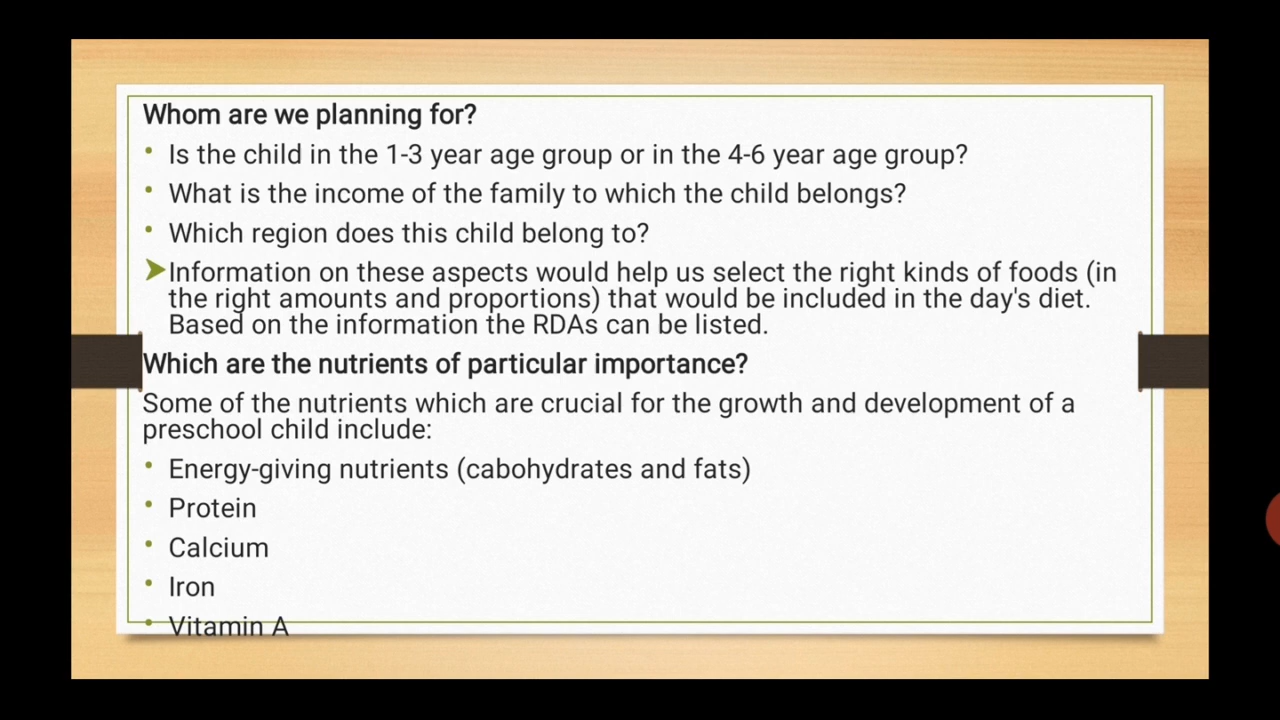 Whom are we planning for?
• Is the child in the 1-3 year age group or in the 4-6 year age group?
• What is the income of the family to which the child belongs?
• Which region does this child belong to?
➤Information on these aspects would help us select the right kinds of foods (in
the right amounts and proportions) that would be included in the day's diet.
Based on the information the RDAs can be listed.
Which are the nutrients of particular importance?
Some of the nutrients which are crucial for the growth and development of a
preschool child include:
• Energy-giving nutrients (cabohydrates and fats)
• Protein
• Calcium
• Iron
• Vitamin A